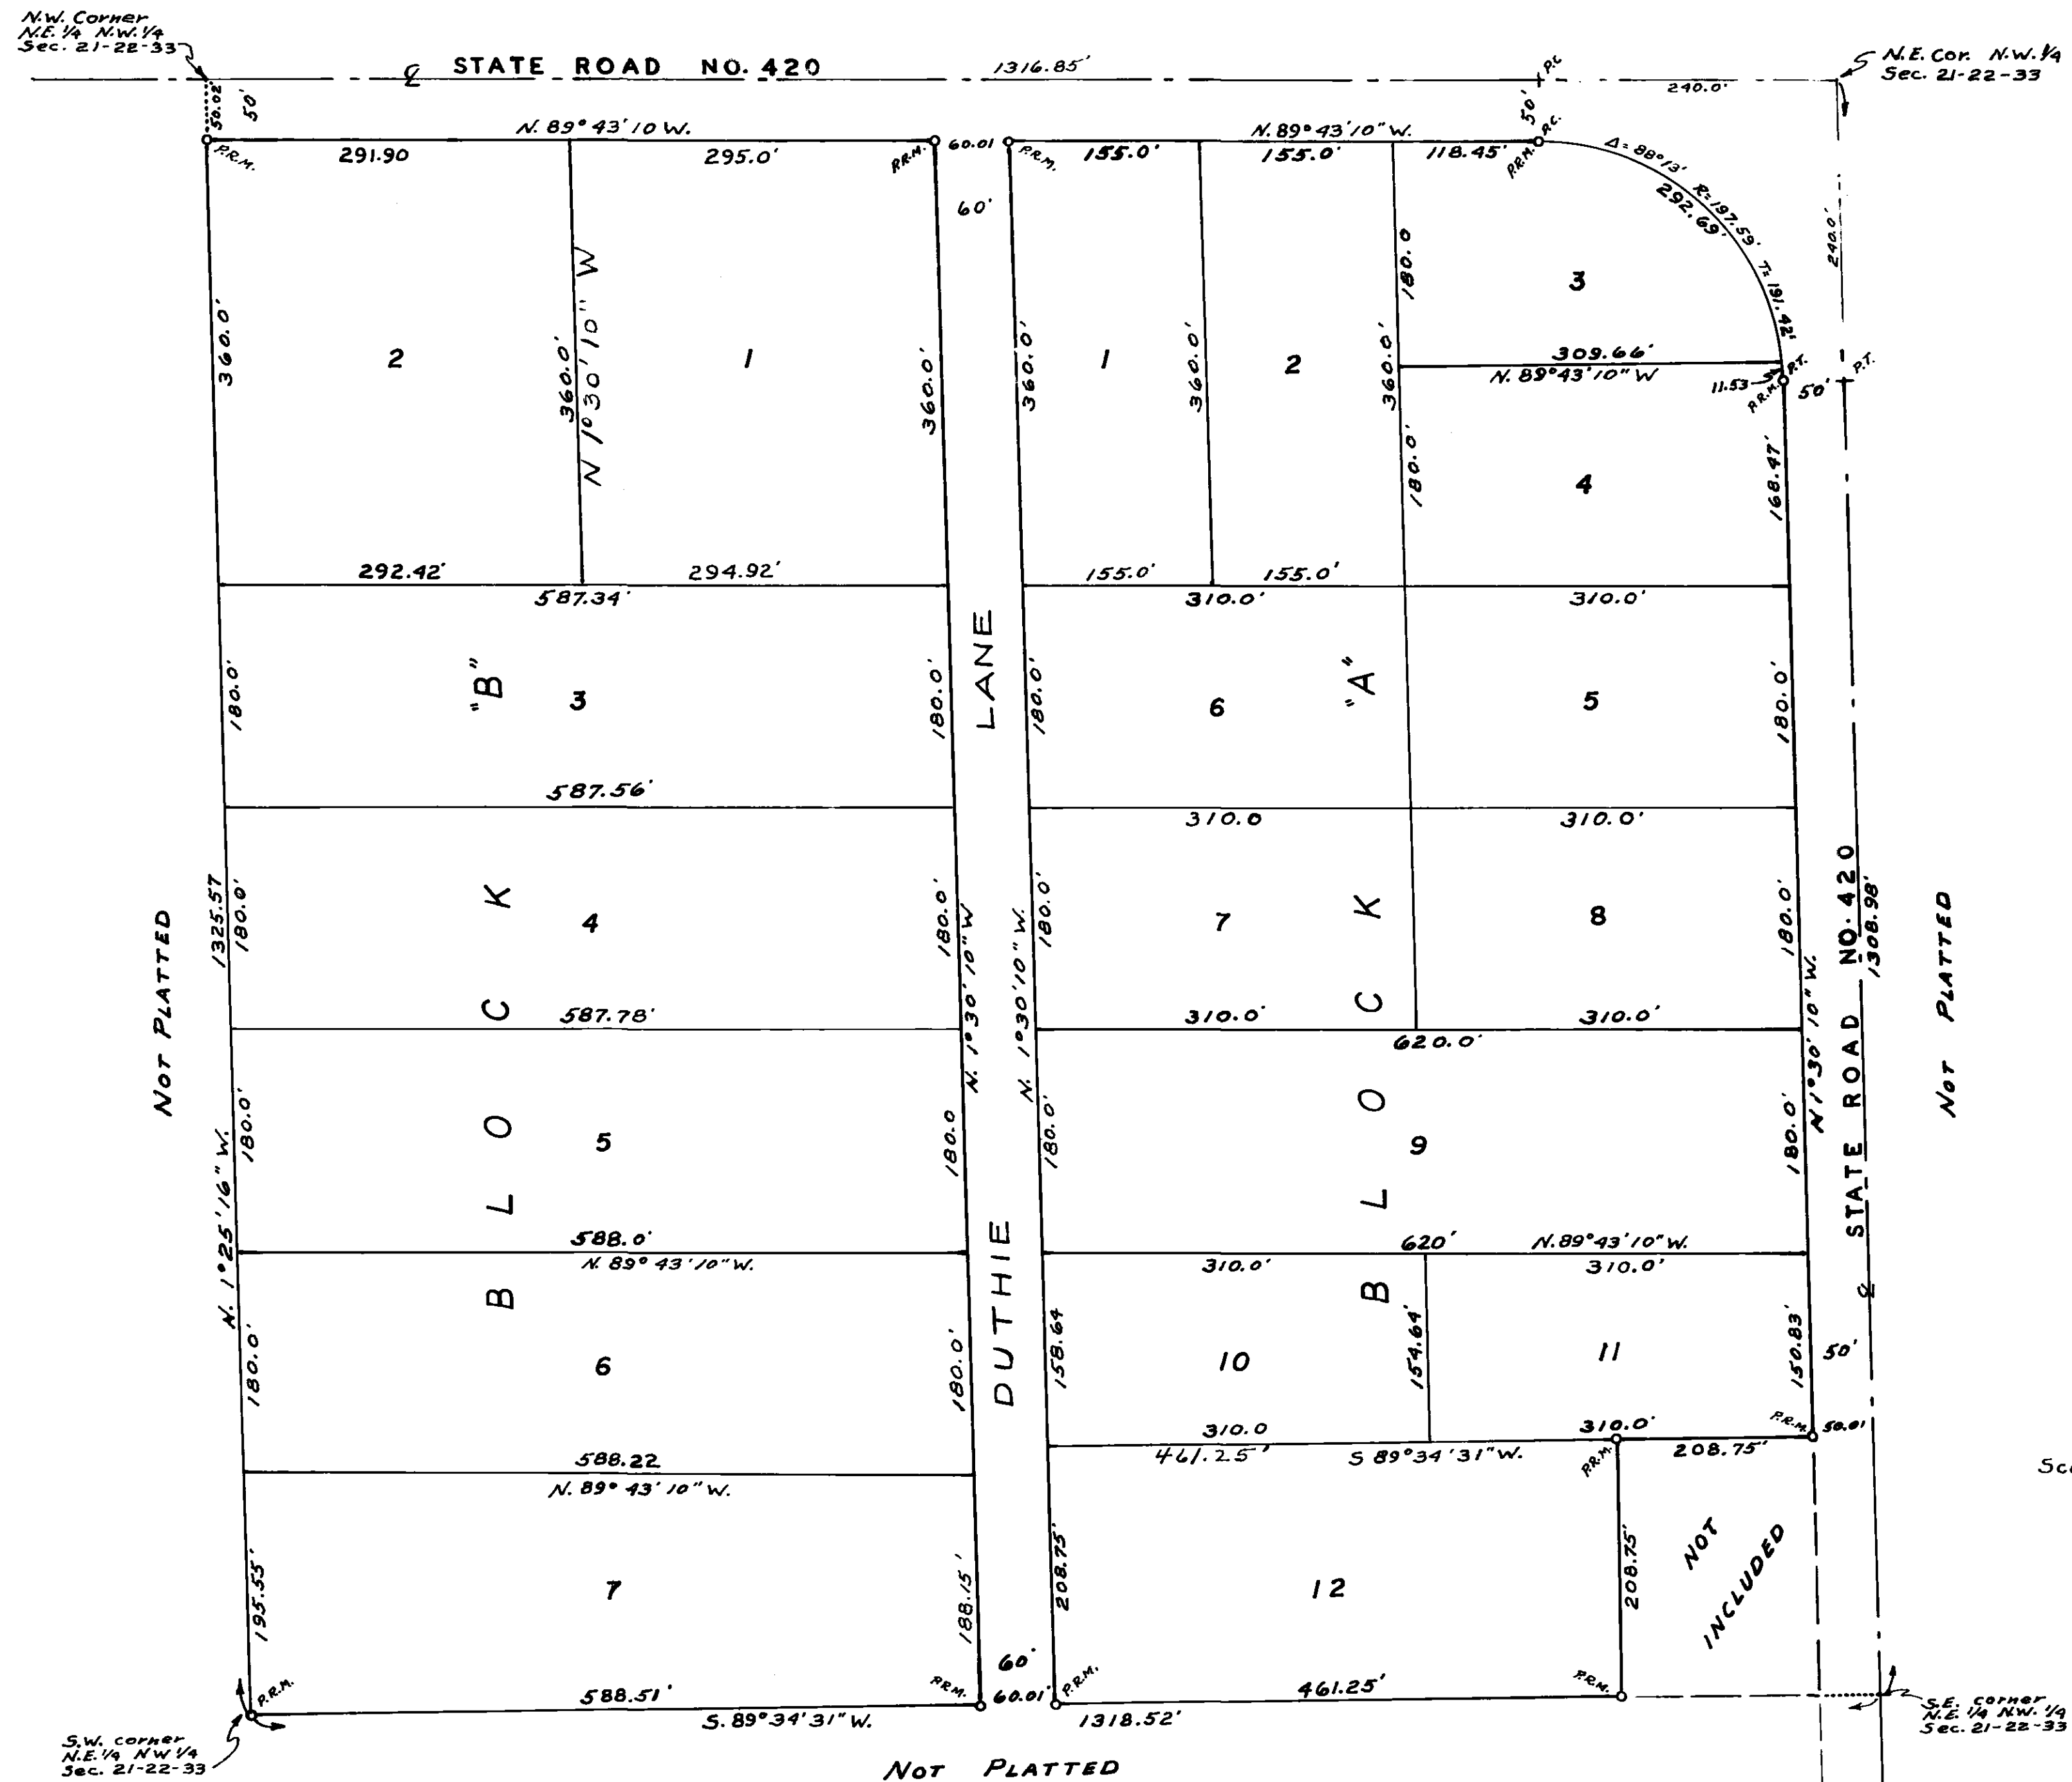 N.W. Corner
N.E. 1/4 N.W. 1/4
Sec. 21-22-33
℄ STATE ROAD NO. 420
1316.85'
P.C.
240.0'
N.E. Cor. N.W. 1/4
Sec. 21-22-33
50.02
50'
50'
240.0'
N. 89° 43' 10 W.
291.90
295.0'
P.R.M.
P.R.M.
60.01
60'
P.R.M.
N. 89° 43' 10" W.
155.0'
155.0'
118.45'
P.R.M.
P.C.
Δ = 88°13' R=197.59' T=191.42'
292.69'
360.0'
2
360.0'
N 1° 30' 10" W
1
360.0'
360.0'
1
360.0'
2
360.0'
180.0
3
309.66'
N. 89° 43' 10" W
11.53
P.T.
P.R.M.
50'
P.T.
180.0'
4
168.47'
292.42'
294.92'
587.34'
155.0'
155.0'
310.0'
310.0'
180.0'
"B"
3
180.0'
LANE
180.0'
6
"A"
5
180.0'
587.56'
310.0
310.0'
NOT PLATTED
1325.57
180.0'
BLOCK
4
180.0'
N. 1° 30' 10" W
N. 1° 30' 10" W.
180.0'
7
BLOCK
8
180.0'
N 1° 30' 10" W.
STATE ROAD NO. 420
℄
1308.98'
NOT PLATTED
587.78'
310.0'
310.0'
620.0'
N. 1° 25' 16" W.
180.0'
5
180.0
180.0'
9
180.0'
588.0'
N. 89° 43' 10" W.
620'
N. 89° 43' 10" W.
310.0'
310.0'
180.0'
6
180.0'
DUTHIE
158.64
10
154.64'
11
150.83'
50'
310.0
310.0'
P.R.M.
50.01
461.25'
S 89° 34' 31" W.
P.R.M.
208.75'
588.22
N. 89° 43' 10" W.
195.55'
7
188.15'
208.75'
12
208.75'
NOT
INCLUDED
60'
P.R.M.
588.51'
P.R.M.
60.01'
P.R.M.
461.25'
P.R.M.
S. 89° 34' 31" W.
1318.52'
S.W. corner
N.E. 1/4 NW 1/4
Sec. 21-22-33
S.E. corner
N.E. 1/4 N.W. 1/4
Sec. 21-22-33
NOT PLATTED